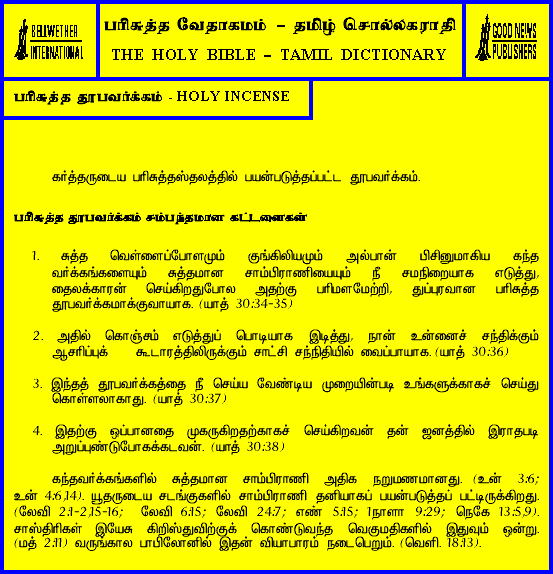 BELLWETHER
INTERNATIONAL
பரிசுத்த வேதாகமம் – தமிழ் சொல்லகராதி
THE HOLY BIBLE – TAMIL DICTIONARY
GOOD NEWS
PUBLISHERS
பரிசுத்த தூபவர்க்கம் - HOLY INCENSE
கர்த்தருடைய பரிசுத்தஸ்தலத்தில் பயன்படுத்தப்பட்ட தூபவர்க்கம்.
பரிசுத்த தூபவர்க்கம் சம்பந்தமான கட்டளைகள்
1. சுத்த வெள்ளைப்போளமும் குங்கிலியமும் அல்பான் பிசினுமாகிய கந்த
வர்க்கங்களையும் சுத்தமான சாம்பிராணியையும் நீ சமநிறையாக எடுத்து,
தைலக்காரன் செய்கிறதுபோல அதற்கு பரிமளமேற்றி, துப்புரவான பரிசுத்த
தூபவர்க்கமாக்குவாயாக. (யாத் 30:34-35)
2. அதில் கொஞ்சம் எடுத்துப் பொடியாக இடித்து, நான் உன்னைச் சந்திக்கும்
ஆசரிப்புக் கூடாரத்திலிருக்கும் சாட்சி சந்நிதியில் வைப்பாயாக. (யாத் 30:36)
3. இந்தத் தூபவர்க்கத்தை நீ செய்ய வேண்டிய முறையின்படி உங்களுக்காகச் செய்து
கொள்ளலாகாது. (யாத் 30:37)
4. இதற்கு ஒப்பானதை முகருகிறதற்காகச் செய்கிறவன் தன் ஜனத்தில் இராதபடி
அறுப்புண்டுபோகக்கடவன். (யாத் 30:38)
கந்தவர்க்கங்களில் சுத்தமான சாம்பிராணி அதிக நறுமணமானது. (உன் 3:6;
உன் 4:6,14). யூதருடைய சடங்குகளில் சாம்பிராணி தனியாகப் பயன்படுத்தப் பட்டிருக்கிறது.
(லேவி 2:1-2,15-16; லேவி 6:15; லேவி 24:7; எண் 5:15; 1நாளா 9:29; நெகே 13:5,9).
சாஸ்திரிகள் இயேசு கிறிஸ்துவிற்குக் கொண்டுவந்த வெகுமதிகளில் இதுவும் ஒன்று.
(மத் 2:11) வருங்கால பாபிலோனில் இதன் வியாபாரம் நடைபெறும். (வெளி. 18:13).